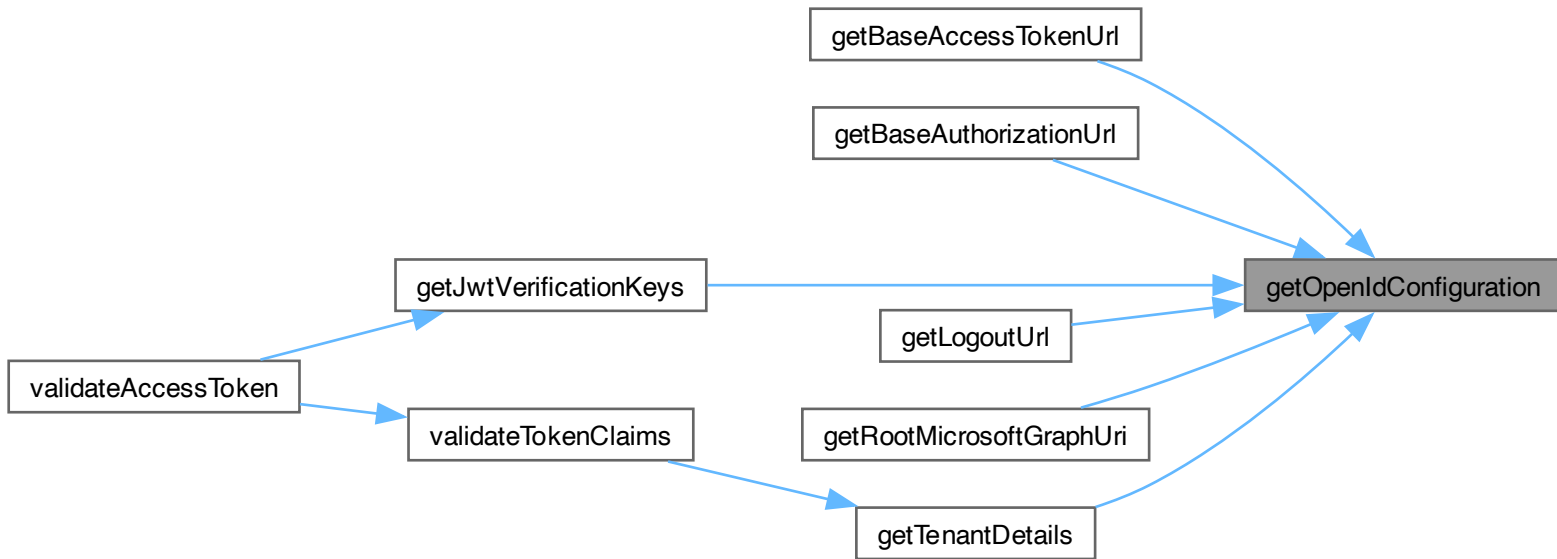 getBaseAccessTokenUrl
getBaseAuthorizationUrl
getJwtVerificationKeys
getOpenIdConfiguration
getLogoutUrl
validateAccessToken
validateTokenClaims
getRootMicrosoftGraphUri
getTenantDetails